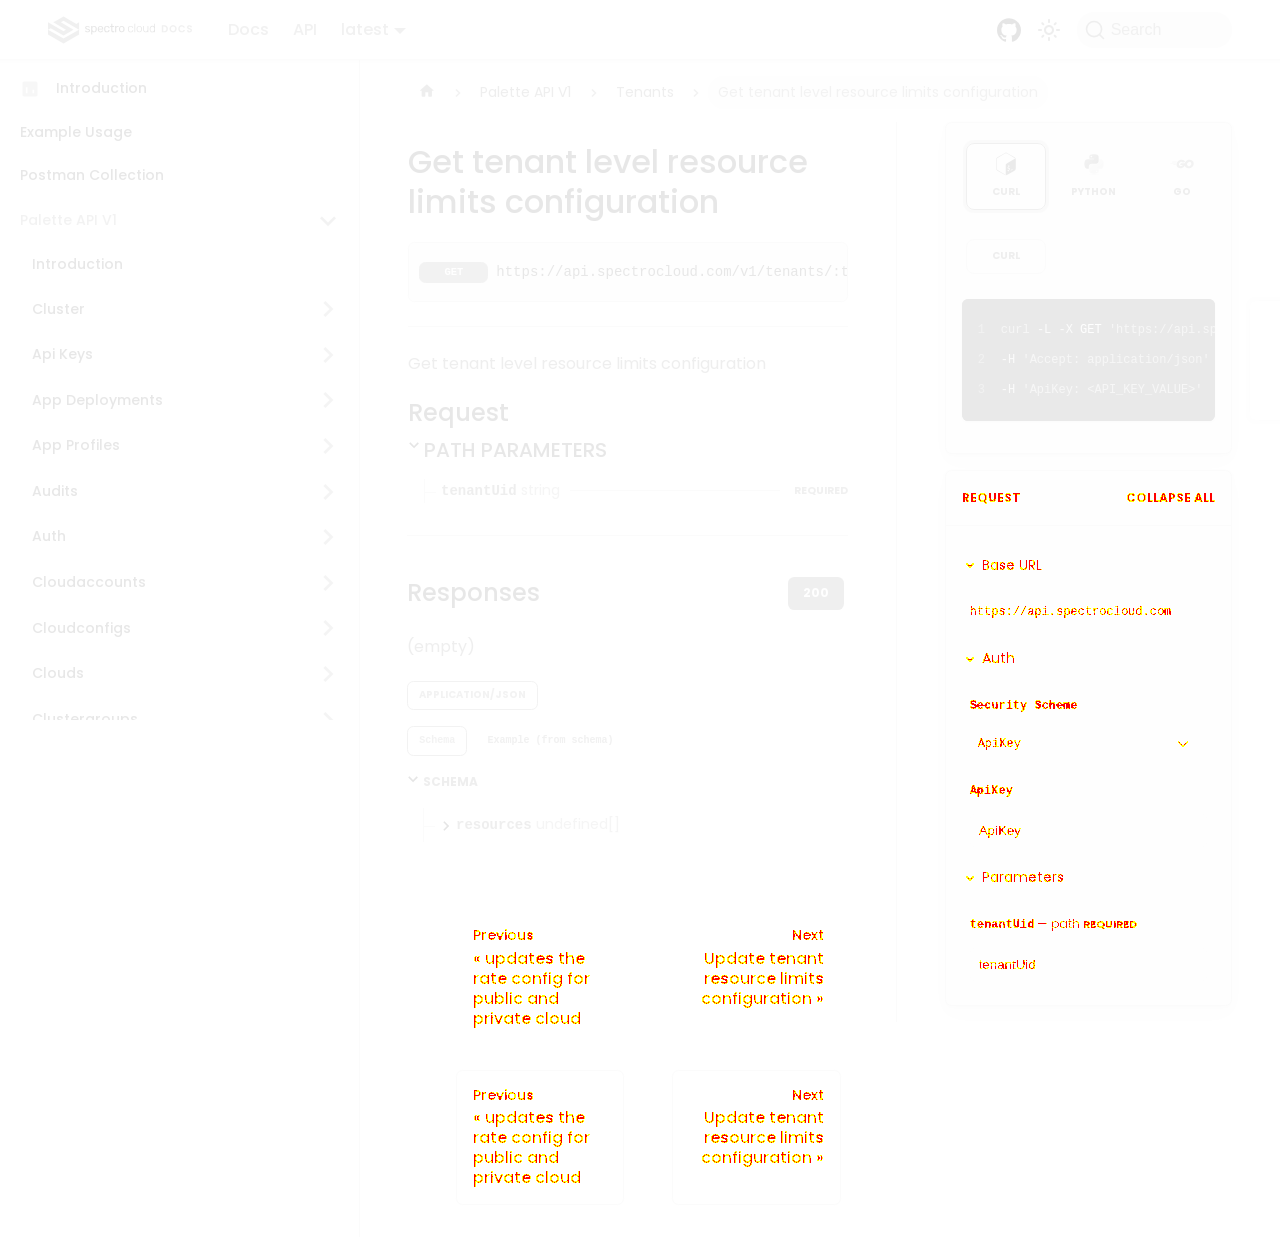 spectro cloud DOCS
Docs API latest
Search
Introduction
Example Usage
Postman Collection
Palette API V1
Introduction
Cluster
Api Keys
App Deployments
App Profiles
Audits
Auth
Cloudaccounts
Cloudconfigs
Clouds
Clustergroups
Palette API V1
Tenants
Get tenant level resource limits configuration
Get tenant level resource
limits configuration
GET https://api.spectrocloud.com/v1/tenants/:t
Get tenant level resource limits configuration
Request
PATH PARAMETERS
tenantUid string REQUIRED
Responses
200
(empty)
APPLICATION/JSON
Schema Example (from schema)
SCHEMA
resources undefined[]
Previous
« updates the
rate config for
public and
private cloud
Next
Update tenant
resource limits
configuration »
Previous
« updates the
rate config for
public and
private cloud
Next
Update tenant
resource limits
configuration »
CURL PYTHON GO
CURL
1 curl -L -X GET 'https://api.sp
2 -H 'Accept: application/json'
3 -H 'ApiKey: <API_KEY_VALUE>'
REQUEST COLLAPSE ALL
Base URL
https://api.spectrocloud.com
Auth
Security Scheme
ApiKey
ApiKey
ApiKey
Parameters
tenantUid — path REQUIRED
tenantUid